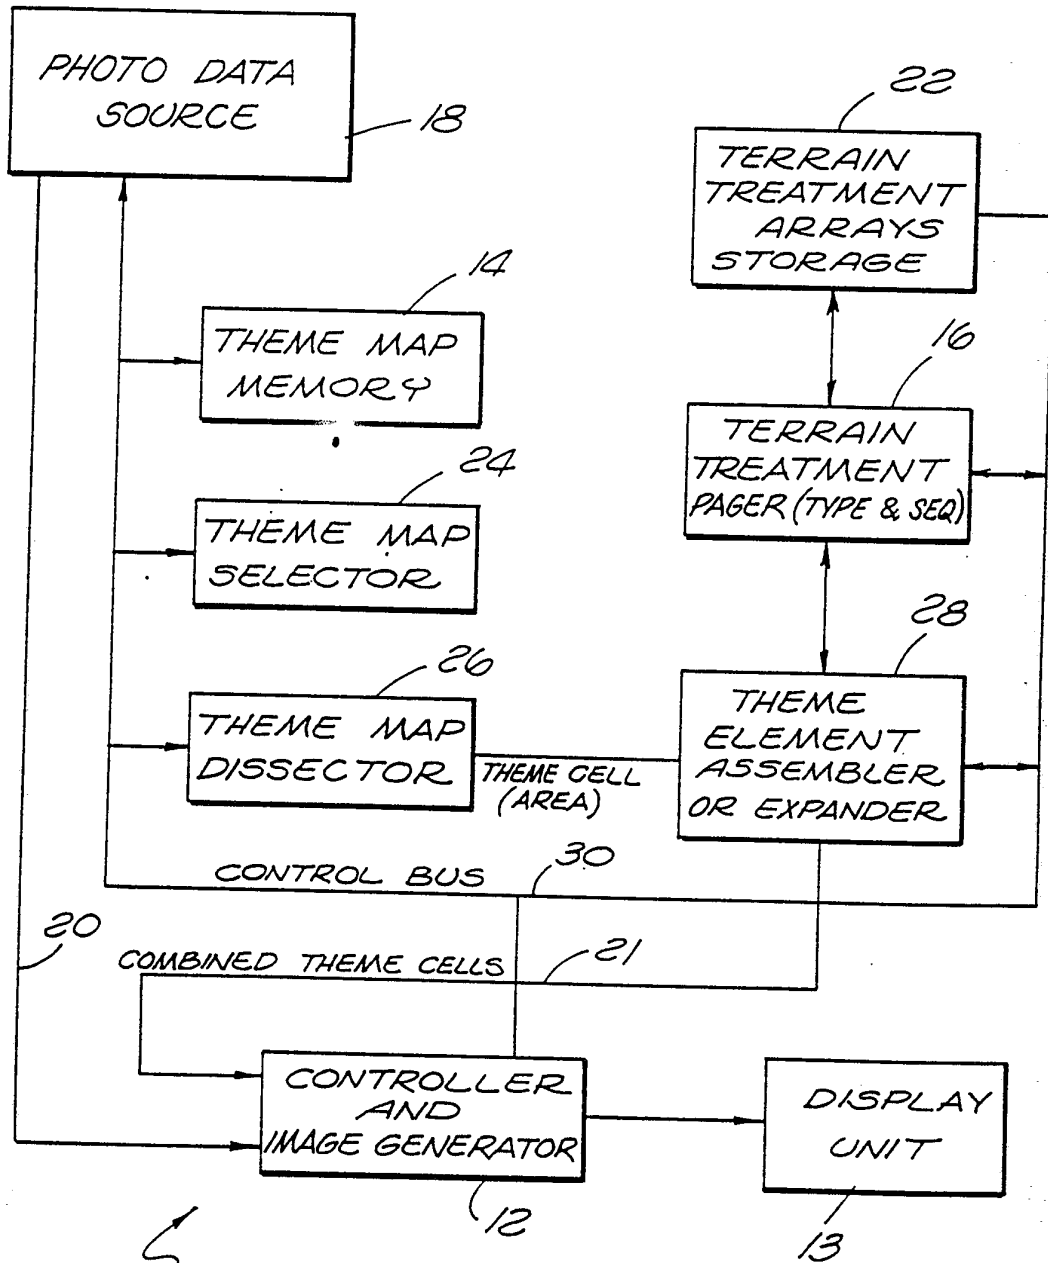 PHOTO DATA
SOURCE
18
22
TERRAIN
TREATMENT
ARRAYS
STORAGE
14
THEME MAP
MEMORY
16
TERRAIN
TREATMENT
PAGER (TYPE & SEQ)
24
THEME MAP
SELECTOR
28
THEME
ELEMENT
ASSEMBLER
OR EXPANDER
26
THEME MAP
DISSECTOR
THEME CELL
(AREA)
CONTROL BUS
30
20
COMBINED THEME CELLS
21
CONTROLLER
AND
IMAGE GENERATOR
12
DISPLAY
UNIT
13